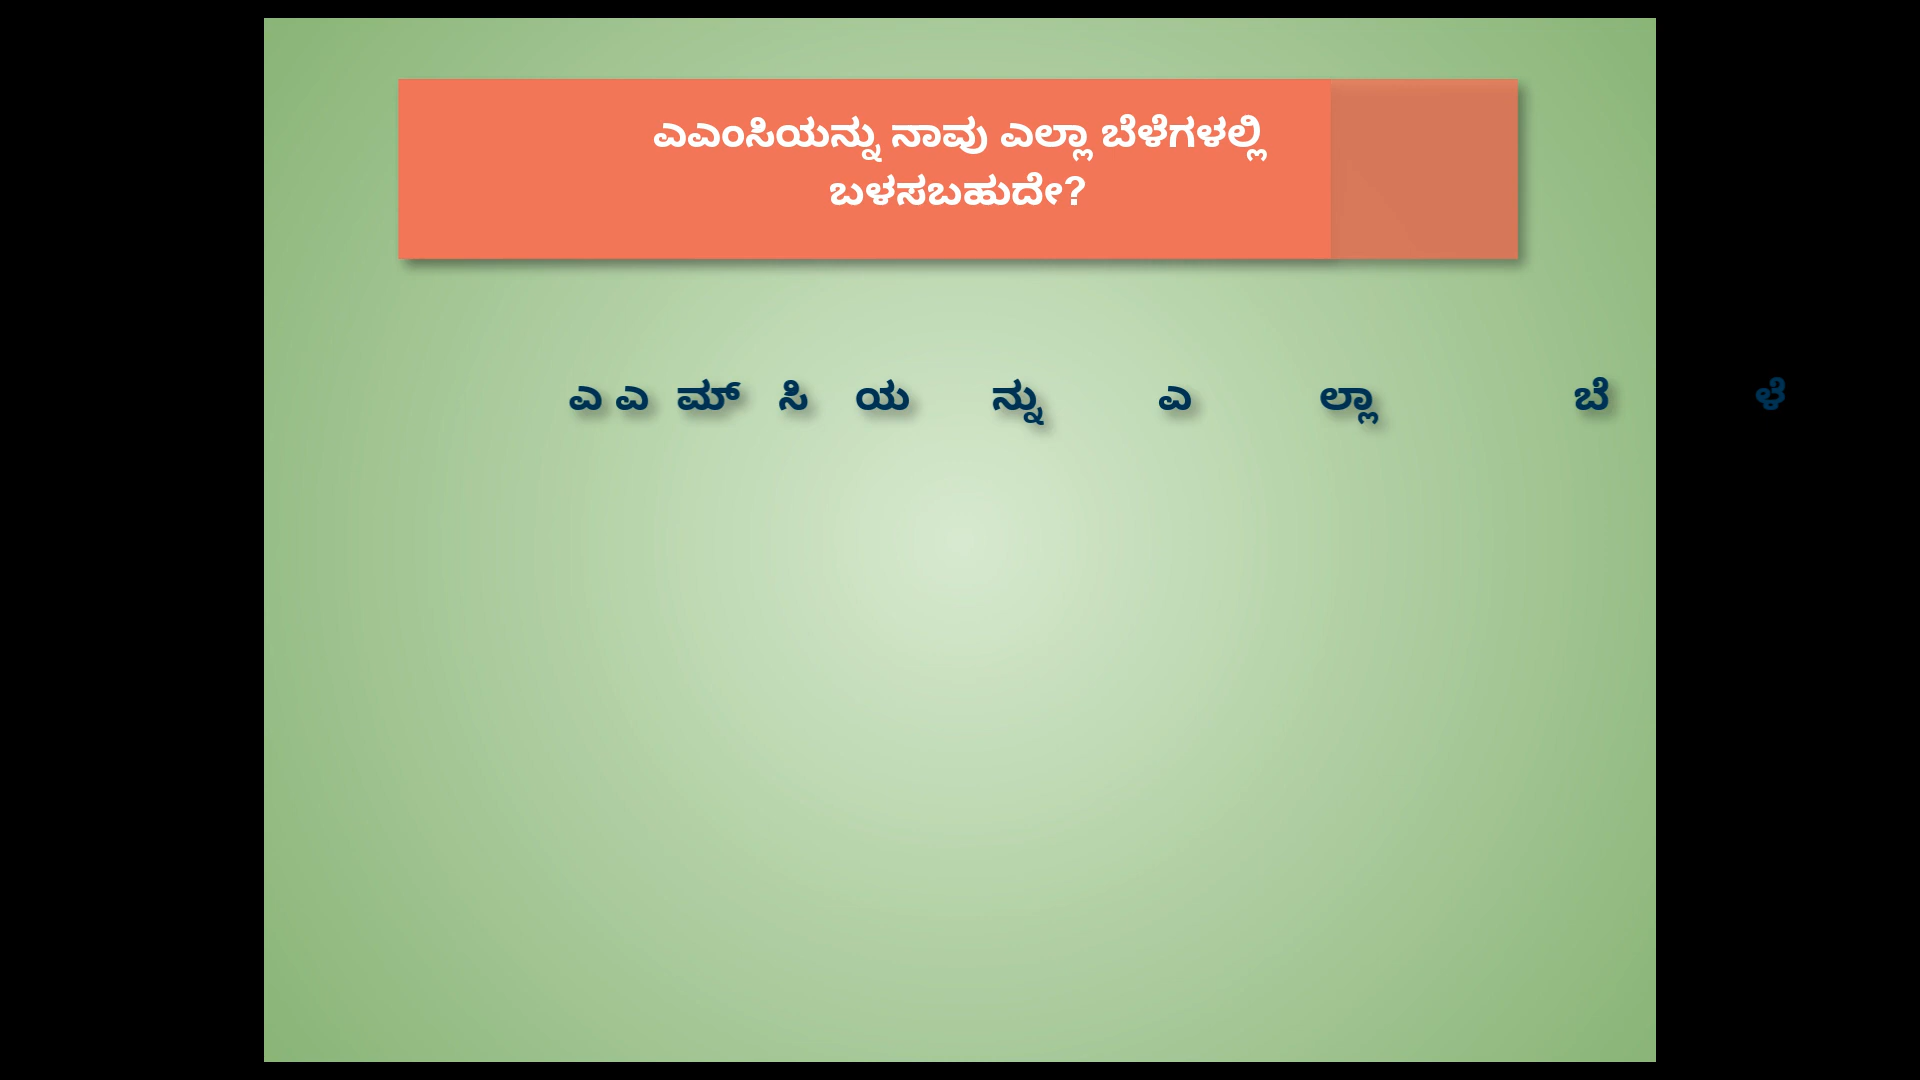 ಎಎಂಸಿಯನ್ನು ನಾವು ಎಲ್ಲಾ ಬೆಳೆಗಳಲ್ಲಿ
ಬಳಸಬಹುದೇ?
ಎ ಎ ಮ್ ಸಿ ಯ ನ್ನು ಎ ಲ್ಲಾ ಬೆ ಳೆ